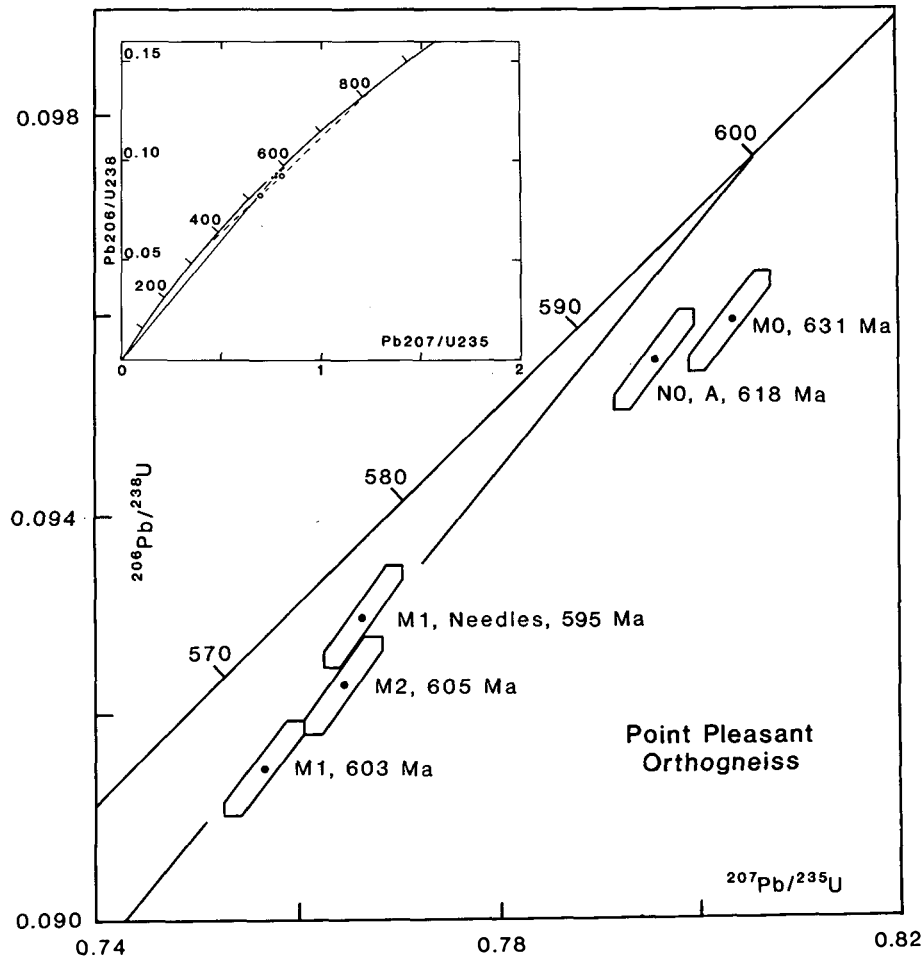 0.098
0.094
0.090
0.74
0.78
0.82
²⁰⁶Pb/²³⁸U
²⁰⁷Pb/²³⁵U
0.15
0.10
0.05
Pb206/U238
Pb207/U235
0
1
2
200
400
600
800
600
590
580
570
M0, 631 Ma
N0, A, 618 Ma
M1, Needles, 595 Ma
M2, 605 Ma
M1, 603 Ma
Point Pleasant
Orthogneiss